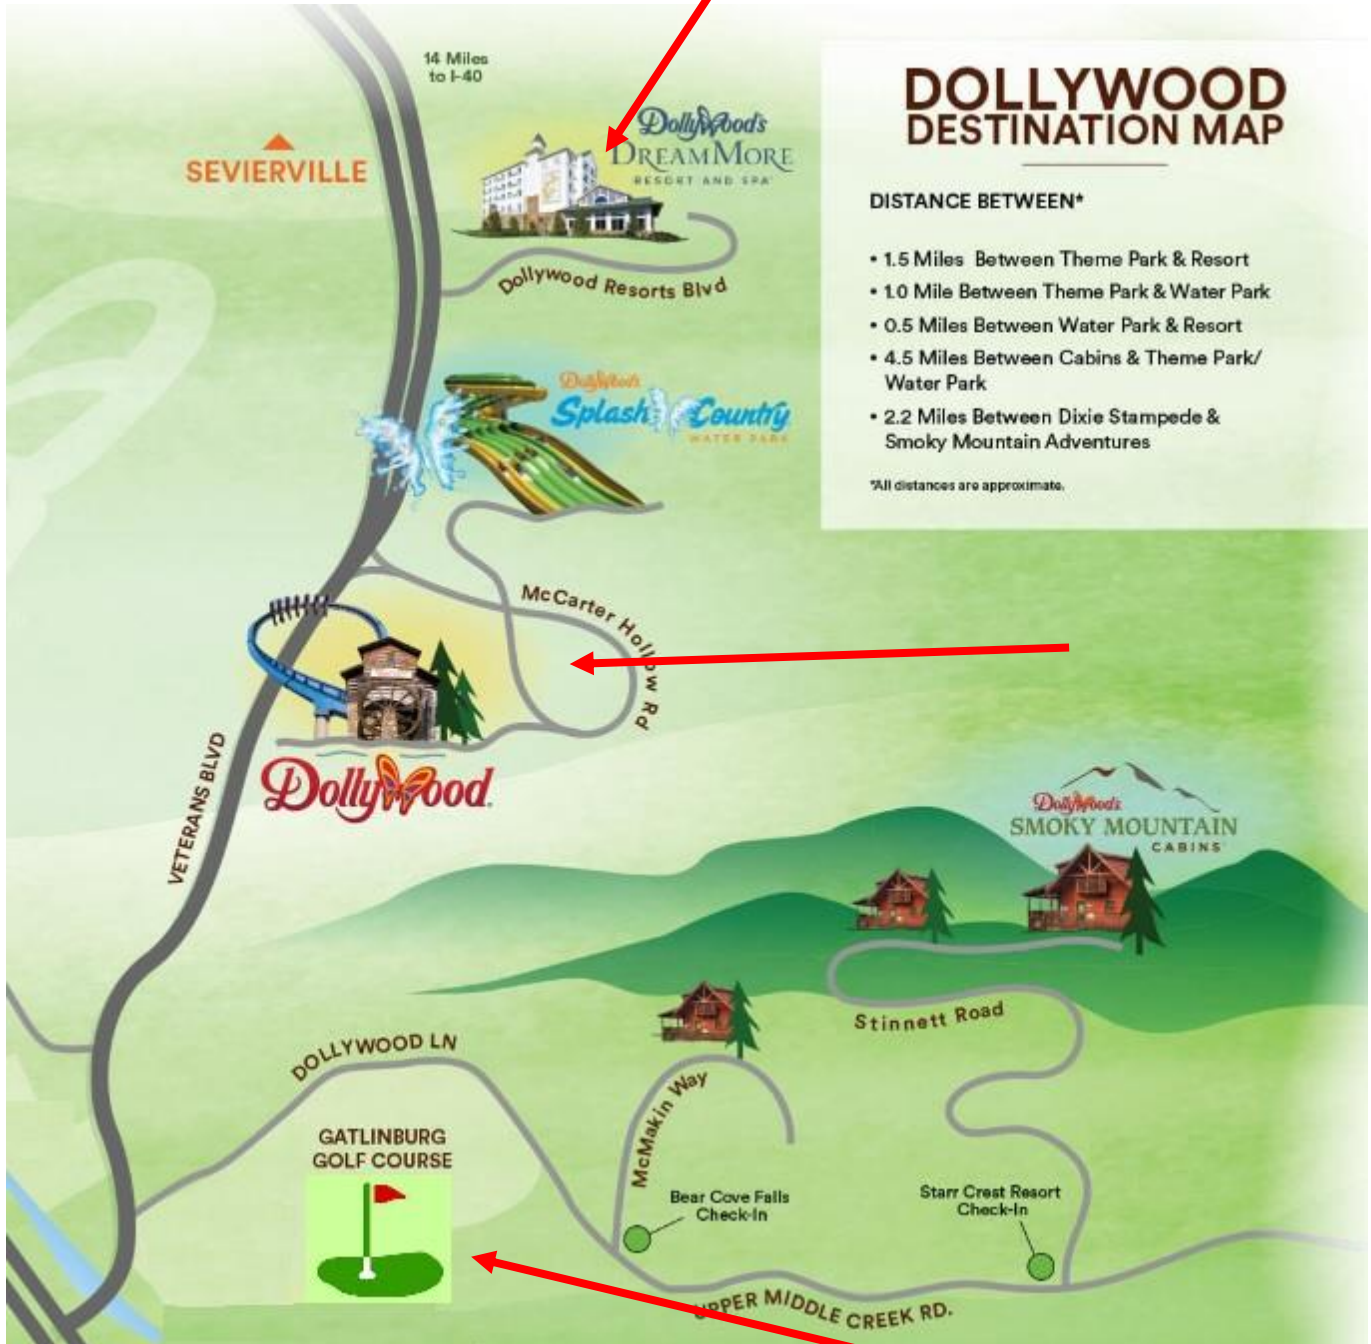 14 Miles
to I-40
SEVIERVILLE
Dollywood's
DREAMMORE
RESORT AND SPA
Dollywood Resorts Blvd
DOLLYWOOD
DESTINATION MAP
DISTANCE BETWEEN*
• 1.5 Miles Between Theme Park & Resort
• 1.0 Mile Between Theme Park & Water Park
• 0.5 Miles Between Water Park & Resort
• 4.5 Miles Between Cabins & Theme Park/
Water Park
• 2.2 Miles Between Dixie Stampede &
Smoky Mountain Adventures
*All distances are approximate.
Dollywood's
Splash Country
WATER PARK
McCarter Hollow Rd
Dollywood
VETERANS BLVD
Dollywood's
SMOKY MOUNTAIN
CABINS
Stinnett Road
DOLLYWOOD LN
McMakin Way
GATLINBURG
GOLF COURSE
Bear Cove Falls
Check-In
Starr Crest Resort
Check-In
UPPER MIDDLE CREEK RD.